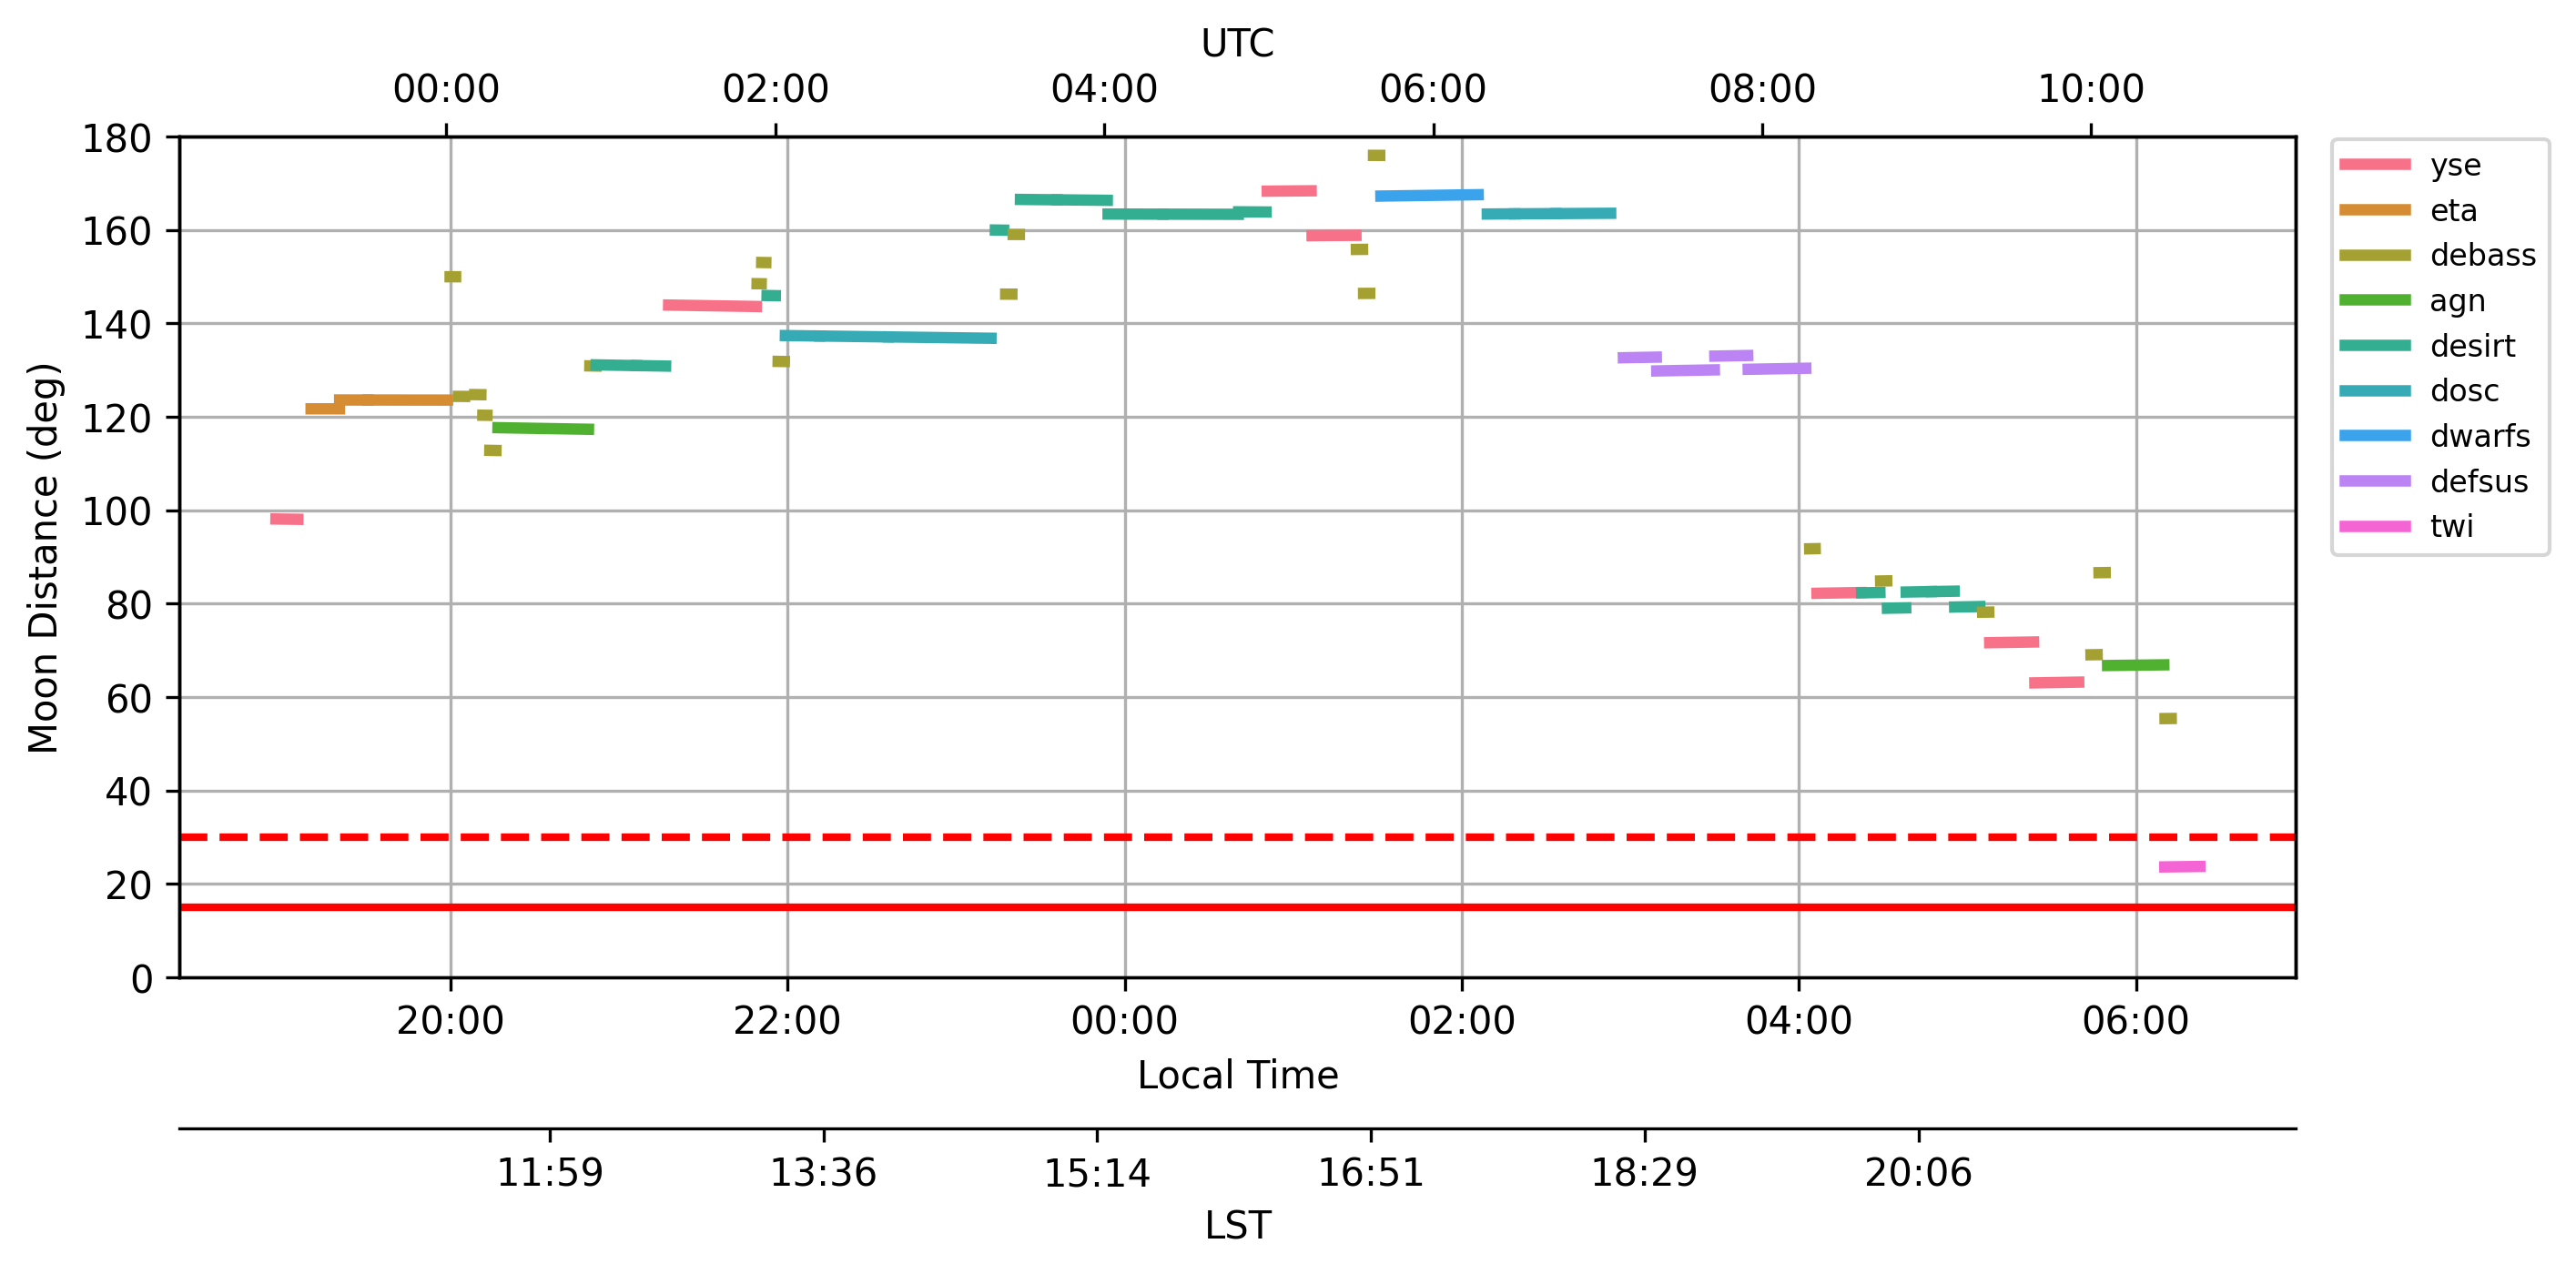 UTC
00:00 02:00 04:00 06:00 08:00 10:00
180
160
140
120
100
80
60
40
20
0
Moon Distance (deg)
yse
eta
debass
agn
desirt
dosc
dwarfs
defsus
twi
20:00 22:00 00:00 02:00 04:00 06:00
Local Time
11:59 13:36 15:14 16:51 18:29 20:06
LST